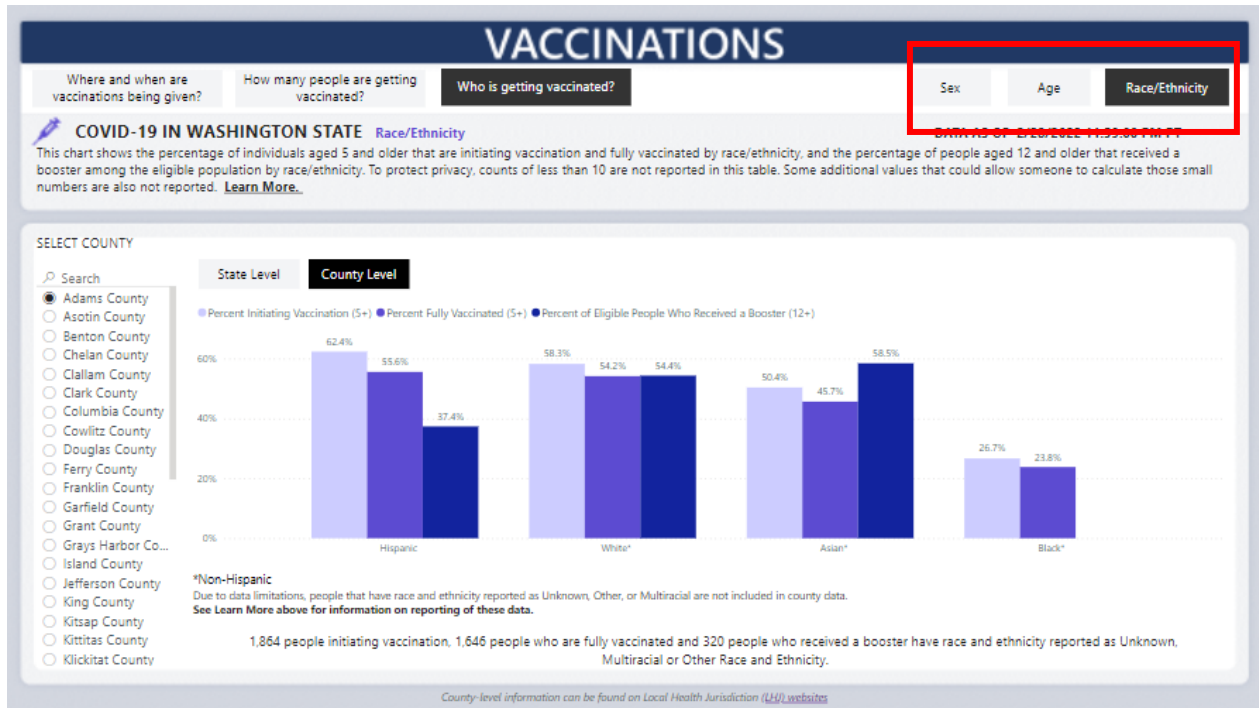 VACCINATIONS
Where and when are
vaccinations being given?
How many people are getting
vaccinated?
Who is getting vaccinated?
Sex
Age
Race/Ethnicity
COVID-19 IN WASHINGTON STATE Race/Ethnicity
DATA AS OF 2/28/2022 11:59:00 PM PT
This chart shows the percentage of individuals aged 5 and older that are initiating vaccination and fully vaccinated by race/ethnicity, and the percentage of people aged 12 and older that received a
booster among the eligible population by race/ethnicity. To protect privacy, counts of less than 10 are not reported in this table. Some additional values that could allow someone to calculate those small
numbers are also not reported. Learn More.
SELECT COUNTY
Search
Adams County
Asotin County
Benton County
Chelan County
Clallam County
Clark County
Columbia County
Cowlitz County
Douglas County
Ferry County
Franklin County
Garfield County
Grant County
Grays Harbor Co...
Island County
Jefferson County
King County
Kitsap County
Kittitas County
Klickitat County
State Level
County Level
Percent Initiating Vaccination (5+) Percent Fully Vaccinated (5+) Percent of Eligible People Who Received a Booster (12+)
60%
40%
20%
0%
62.4%
55.6%
37.4%
58.3%
54.2%
54.4%
50.4%
45.7%
58.5%
26.7%
23.8%
Hispanic
White*
Asian*
Black*
*Non-Hispanic
Due to data limitations, people that have race and ethnicity reported as Unknown, Other, or Multiracial are not included in county data.
See Learn More above for information on reporting of these data.
1,864 people initiating vaccination, 1,646 people who are fully vaccinated and 320 people who received a booster have race and ethnicity reported as Unknown,
Multiracial or Other Race and Ethnicity.
County-level information can be found on Local Health Jurisdiction (LHJ) websites